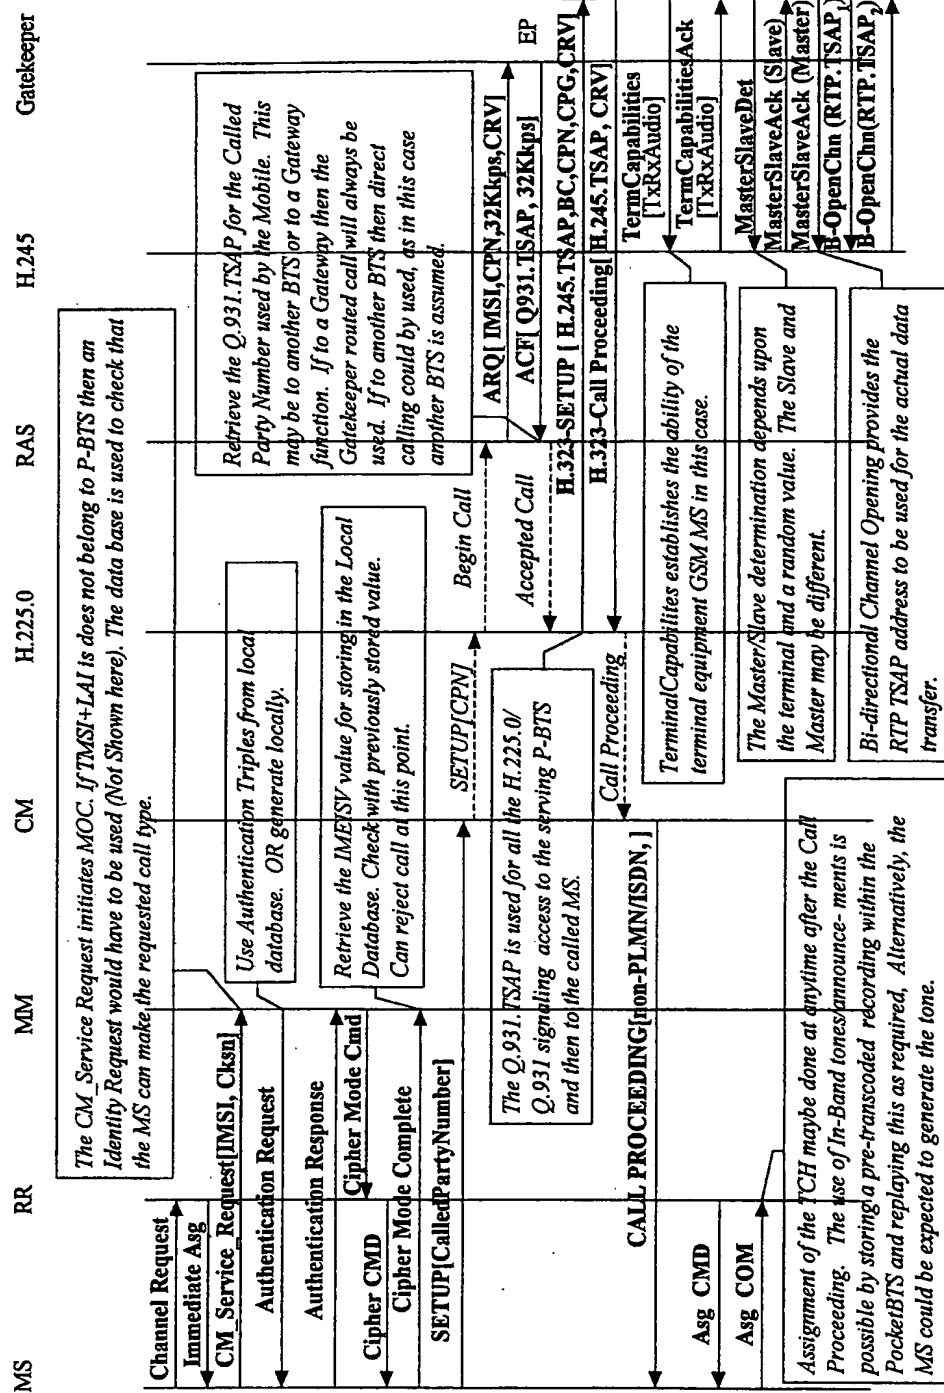 MS RR MM CM H.225.0 RAS H.245 Gatekeeper
The CM_Service Request initiates MOC. If TMSI+LAI is does not belong to P-BTS then an
Identity Request would have to be used (Not Shown here). The data base is used to check that
the MS can make the requested call type.
Channel Request
Immediate Asg
CM_Service_Request[IMSI, Cksn]
Authentication Request
Use Authentication Triples from local
database. OR generate locally.
Authentication Response
Cipher Mode Cmd
Cipher CMD
Cipher Mode Complete
Retrieve the IMEISV value for storing in the Local
Database. Check with previously stored value.
Can reject call at this point.
SETUP[CalledPartyNumber]
SETUP[CPN]
Begin Call
Retrieve the Q.931.TSAP for the Called
Party Number used by the Mobile. This
may be to another BTS or to a Gateway
function. If to a Gateway then the
Gatekeeper routed call will always be
used. If to another BTS then direct
calling could by used, as in this case
another BTS is assumed.
ARQ[ IMSI,CPN,32Kkps,CRV]
ACF[ Q931.TSAP, 32Kkps]
EP
Accepted Call
H.323-SETUP [ H.245.TSAP,BC,CPN,CPG,CRV]
H.323-Call Proceeding[ H.245.TSAP, CRV]
The Q.931.TSAP is used for all the H.225.0/
Q.931 signaling access to the serving P-BTS
and then to the called MS.
Call Proceeding
CALL PROCEEDING[non-PLMN/ISDN, ]
TermCapabilities
[TxRxAudio]
TermCapabilitiesAck
[TxRxAudio]
TerminalCapabilites establishes the ability of the
terminal equipment GSM MS in this case.
Asg CMD
Asg COM
MasterSlaveDet
MasterSlaveAck (Slave)
MasterSlaveAck (Master)
The Master/Slave determination depends upon
the terminal and a random value. The Slave and
Master may be different.
B-OpenChn (RTP.TSAP1)
B-OpenChn(RTP.TSAP2)
Bi-directional Channel Opening provides the
RTP TSAP address to be used for the actual data
transfer.
Assignment of the TCH maybe done at anytime after the Call
Proceeding. The use of In-Band tones/announce- ments is
possible by storing a pre-transcoded recording within the
PocketBTS and replaying this as required, Alternatively, the
MS could be expected to generate the tone.